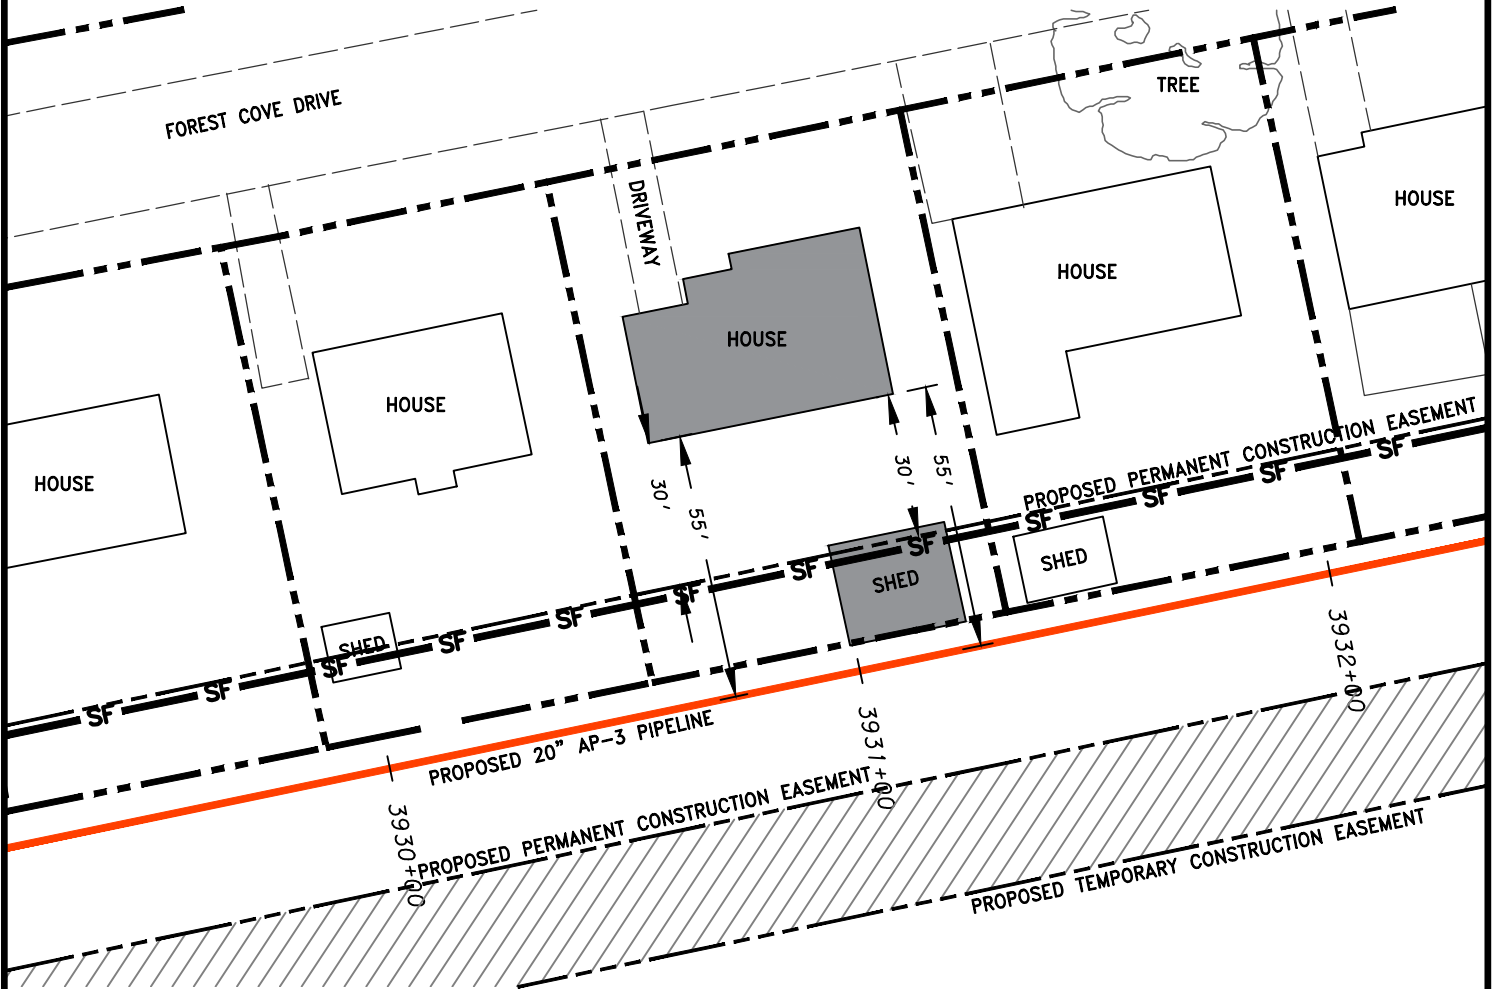 TREE
FOREST COVE DRIVE
DRIVEWAY
HOUSE
HOUSE
HOUSE
HOUSE
HOUSE
PROPOSED PERMANENT CONSTRUCTION EASEMENT
30'
55'
30'
55'
SF
SF
SF
SF
SF
SF
SF
SF
SF
SF
SF
SF
SHED
SHED
SHED
3932+00
3931+00
3930+00
PROPOSED 20” AP-3 PIPELINE
PROPOSED PERMANENT CONSTRUCTION EASEMENT
PROPOSED TEMPORARY CONSTRUCTION EASEMENT